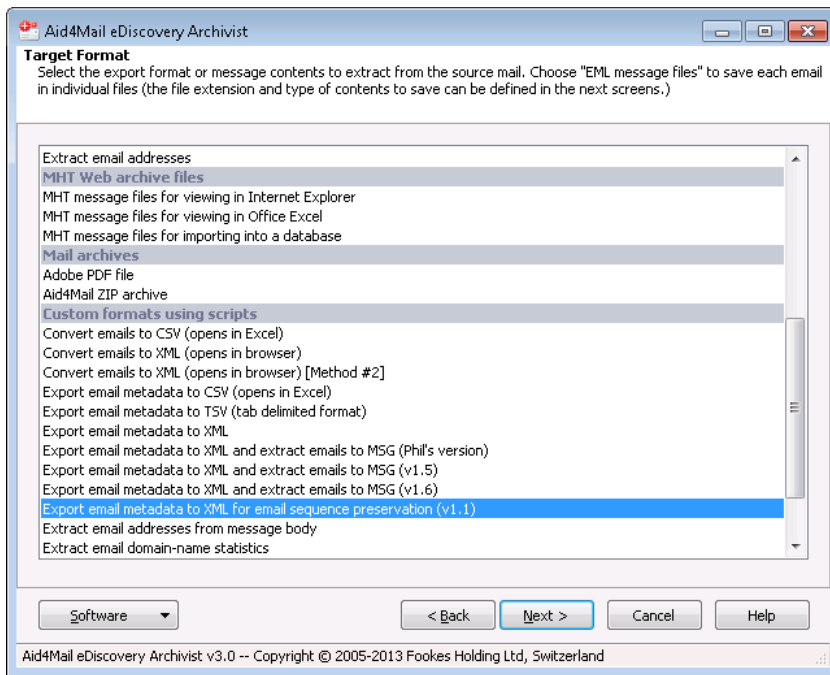 Aid4Mail eDiscovery Archivist
Target Format
Select the export format or message contents to extract from the source mail. Choose "EML message files" to save each email
in individual files (the file extension and type of contents to save can be defined in the next screens.)
Extract email addresses
MHT Web archive files
MHT message files for viewing in Internet Explorer
MHT message files for viewing in Office Excel
MHT message files for importing into a database
Mail archives
Adobe PDF file
Aid4Mail ZIP archive
Custom formats using scripts
Convert emails to CSV (opens in Excel)
Convert emails to XML (opens in browser)
Convert emails to XML (opens in browser) [Method #2]
Export email metadata to CSV (opens in Excel)
Export email metadata to TSV (tab delimited format)
Export email metadata to XML
Export email metadata to XML and extract emails to MSG (Phil's version)
Export email metadata to XML and extract emails to MSG (v1.5)
Export email metadata to XML and extract emails to MSG (v1.6)
Export email metadata to XML for email sequence preservation (v1.1)
Extract email addresses from message body
Extract email domain-name statistics
Software < Back Next > Cancel Help
Aid4Mail eDiscovery Archivist v3.0 -- Copyright © 2005-2013 Fookes Holding Ltd, Switzerland